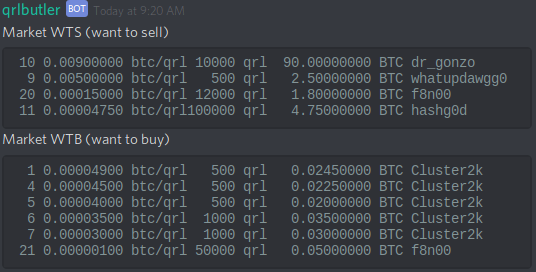 qrlbutler BOT Today at 9:20 AM
Market WTS (want to sell)
10 0.00900000 btc/qrl 10000 qrl 90.00000000 BTC dr_gonzo
9 0.00500000 btc/qrl 500 qrl 2.50000000 BTC whatupdawgg0
20 0.00015000 btc/qrl 12000 qrl 1.80000000 BTC f8n00
11 0.00004750 btc/qrl100000 qrl 4.75000000 BTC hashg0d
Market WTB (want to buy)
1 0.00004900 btc/qrl 500 qrl 0.02450000 BTC Cluster2k
4 0.00004500 btc/qrl 500 qrl 0.02250000 BTC Cluster2k
5 0.00004000 btc/qrl 500 qrl 0.02000000 BTC Cluster2k
6 0.00003500 btc/qrl 1000 qrl 0.03500000 BTC Cluster2k
7 0.00003000 btc/qrl 1000 qrl 0.03000000 BTC Cluster2k
21 0.00000100 btc/qrl 50000 qrl 0.05000000 BTC f8n00